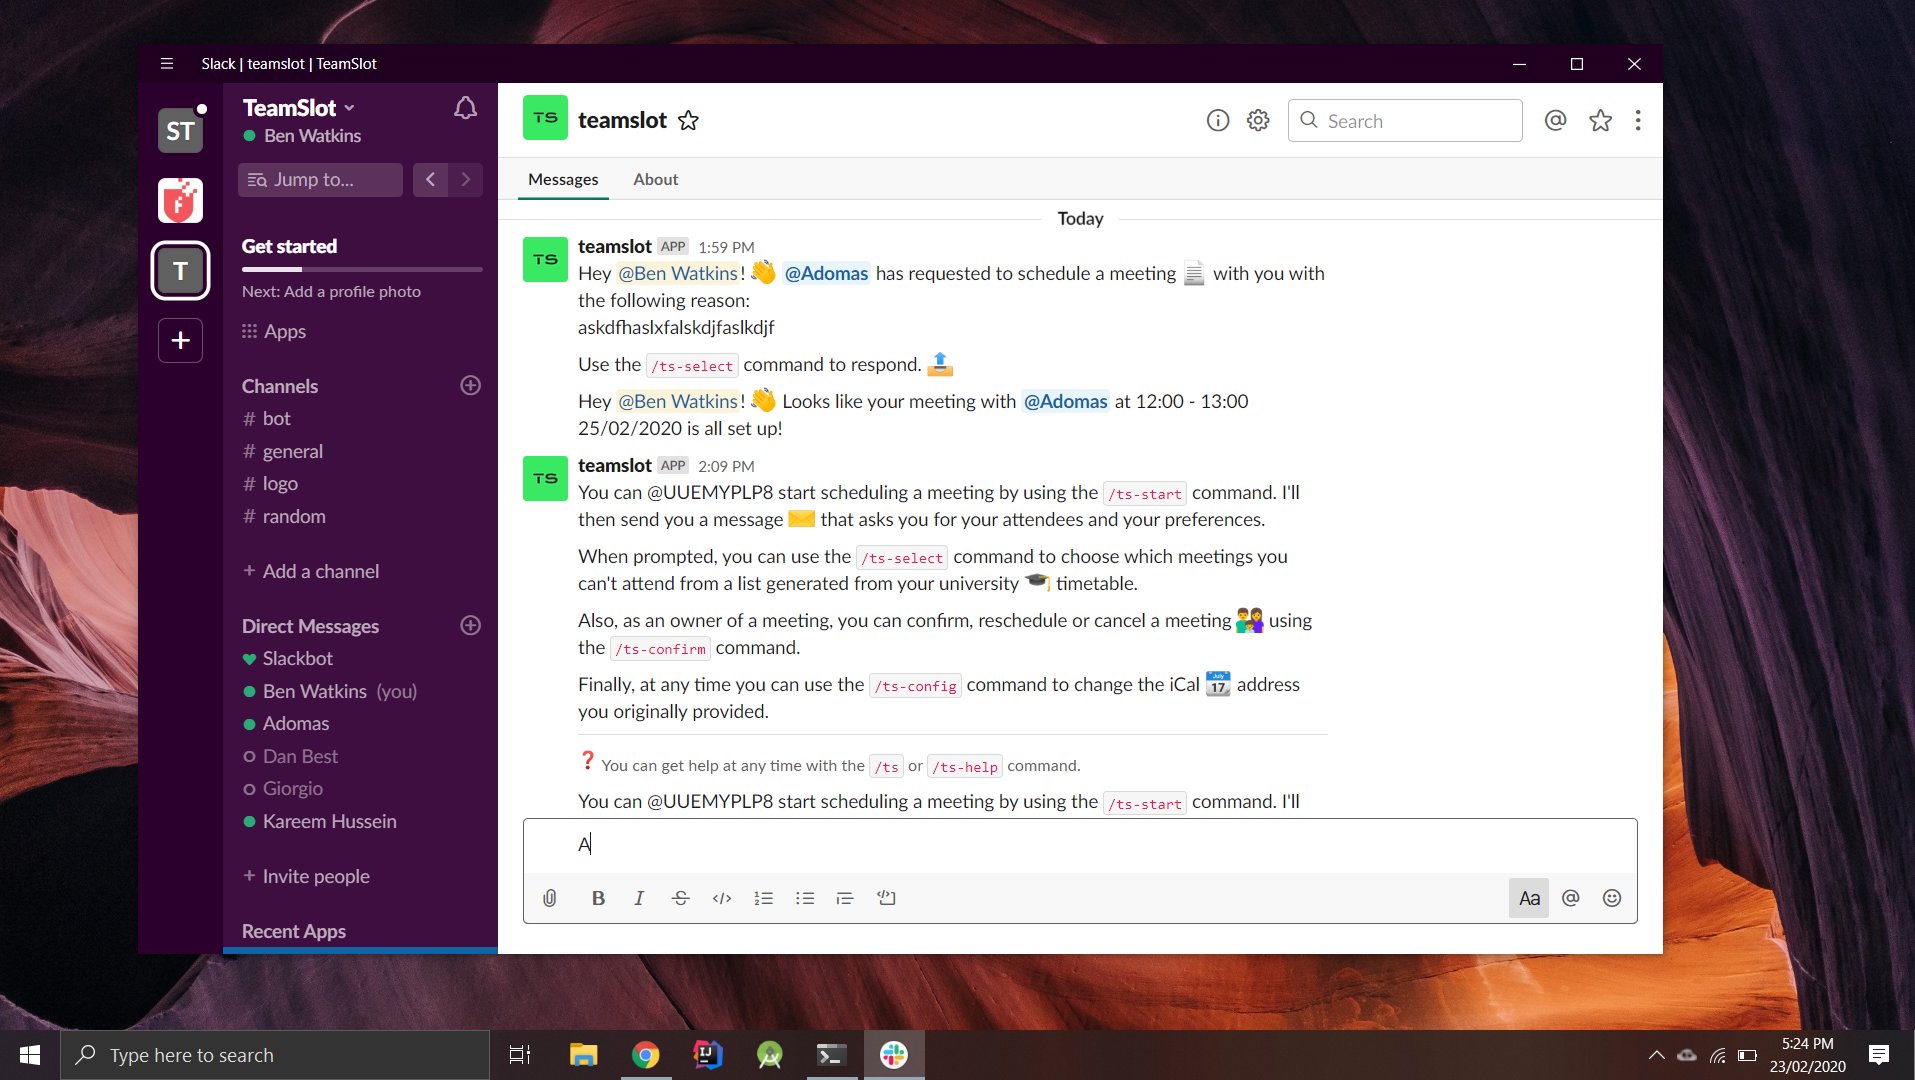 Slack | teamslot | TeamSlot
ST
T
TeamSlot
Ben Watkins
Jump to...
Get started
Next: Add a profile photo
Apps
Channels
# bot
# general
# logo
# random
+ Add a channel
Direct Messages
Slackbot
Ben Watkins (you)
Adomas
Dan Best
Giorgio
Kareem Hussein
+ Invite people
Recent Apps
TS
teamslot
Search
Messages
About
Today
TS
teamslot APP 1:59 PM
Hey @Ben Watkins! @Adomas has requested to schedule a meeting with you with
the following reason:
askdfhaslxfalskdjfaslkdjf
Use the /ts-select command to respond.
Hey @Ben Watkins! Looks like your meeting with @Adomas at 12:00 - 13:00
25/02/2020 is all set up!
TS
teamslot APP 2:09 PM
You can @UUEMYPLP8 start scheduling a meeting by using the /ts-start command. I'll
then send you a message that asks you for your attendees and your preferences.
When prompted, you can use the /ts-select command to choose which meetings you
can't attend from a list generated from your university timetable.
Also, as an owner of a meeting, you can confirm, reschedule or cancel a meeting using
the /ts-confirm command.
Finally, at any time you can use the /ts-config command to change the iCal July 17 address
you originally provided.
You can get help at any time with the /ts or /ts-help command.
You can @UUEMYPLP8 start scheduling a meeting by using the /ts-start command. I'll
A
B I Aa @
Type here to search
5:24 PM
23/02/2020